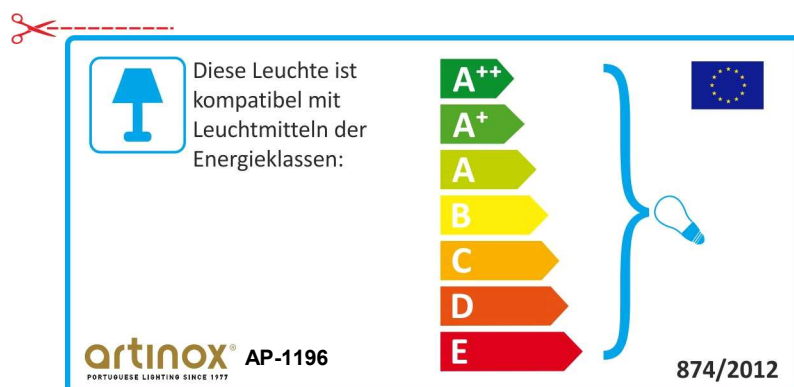 Diese Leuchte ist
kompatibel mit
Leuchtmitteln der
Energieklassen:
A++
A+
A
B
C
D
E
artinox® AP-1196
PORTUGUESE LIGHTING SINCE 1977
874/2012